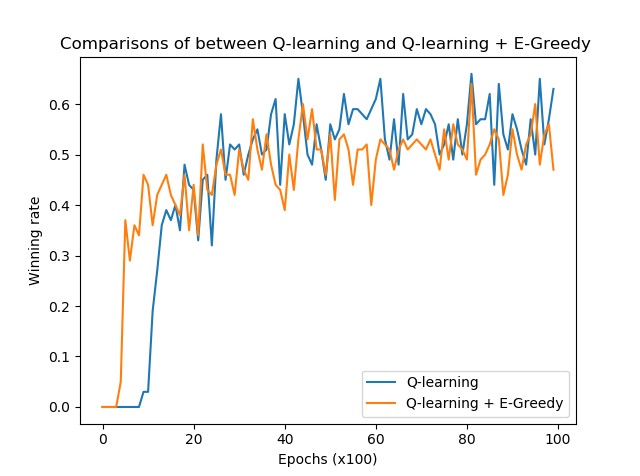 Comparisons of between Q-learning and Q-learning + E-Greedy
Winning rate
0.6
0.5
0.4
0.3
0.2
0.1
0.0
Q-learning
Q-learning + E-Greedy
0 20 40 60 80 100
Epochs (x100)